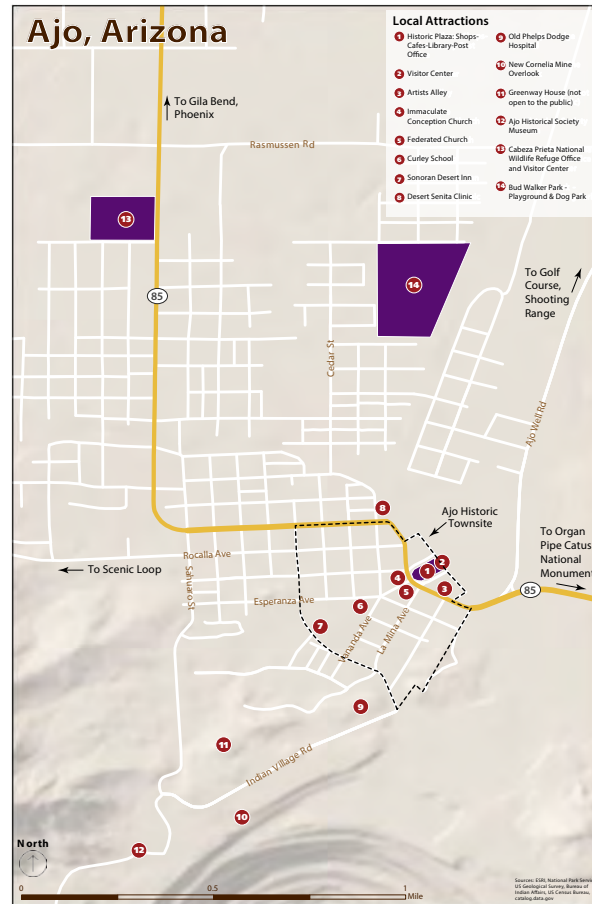 Ajo, Arizona
Local Attractions
1 Historic Plaza: Shops-
Cafes-Library-Post
Office
2 Visitor Center
3 Artists Alley
4 Immaculate
Conception Church
5 Federated Church
6 Curley School
7 Sonoran Desert Inn
8 Desert Senita Clinic
9 Old Phelps Dodge
Hospital
10 New Cornelia Mine
Overlook
11 Greenway House (not
open to the public)
12 Ajo Historical Society
Museum
13 Cabeza Prieta National
Wildlife Refuge Office
and Visitor Center
14 Bud Walker Park -
Playground & Dog Park
To Gila Bend,
Phoenix
Rasmussen Rd
13
14
To Golf
Course,
Shooting
Range
85
Cedar St
Ajo Well Rd
8
Ajo Historic
Townsite
Rocalla Ave
To Scenic Loop
Sahuaro St
To Organ
Pipe Catus
National
Monument
85
1
2
3
4
5
Esperanza Ave
6
7
Vananda Ave
La Mina Ave
9
11
Indian Village Rd
10
12
North
0
0.5
1
Mile
Sources: ESRI, National Park Service,
US Geological Survey, Bureau of
Indian Affairs, US Census Bureau,
catalog.data.gov